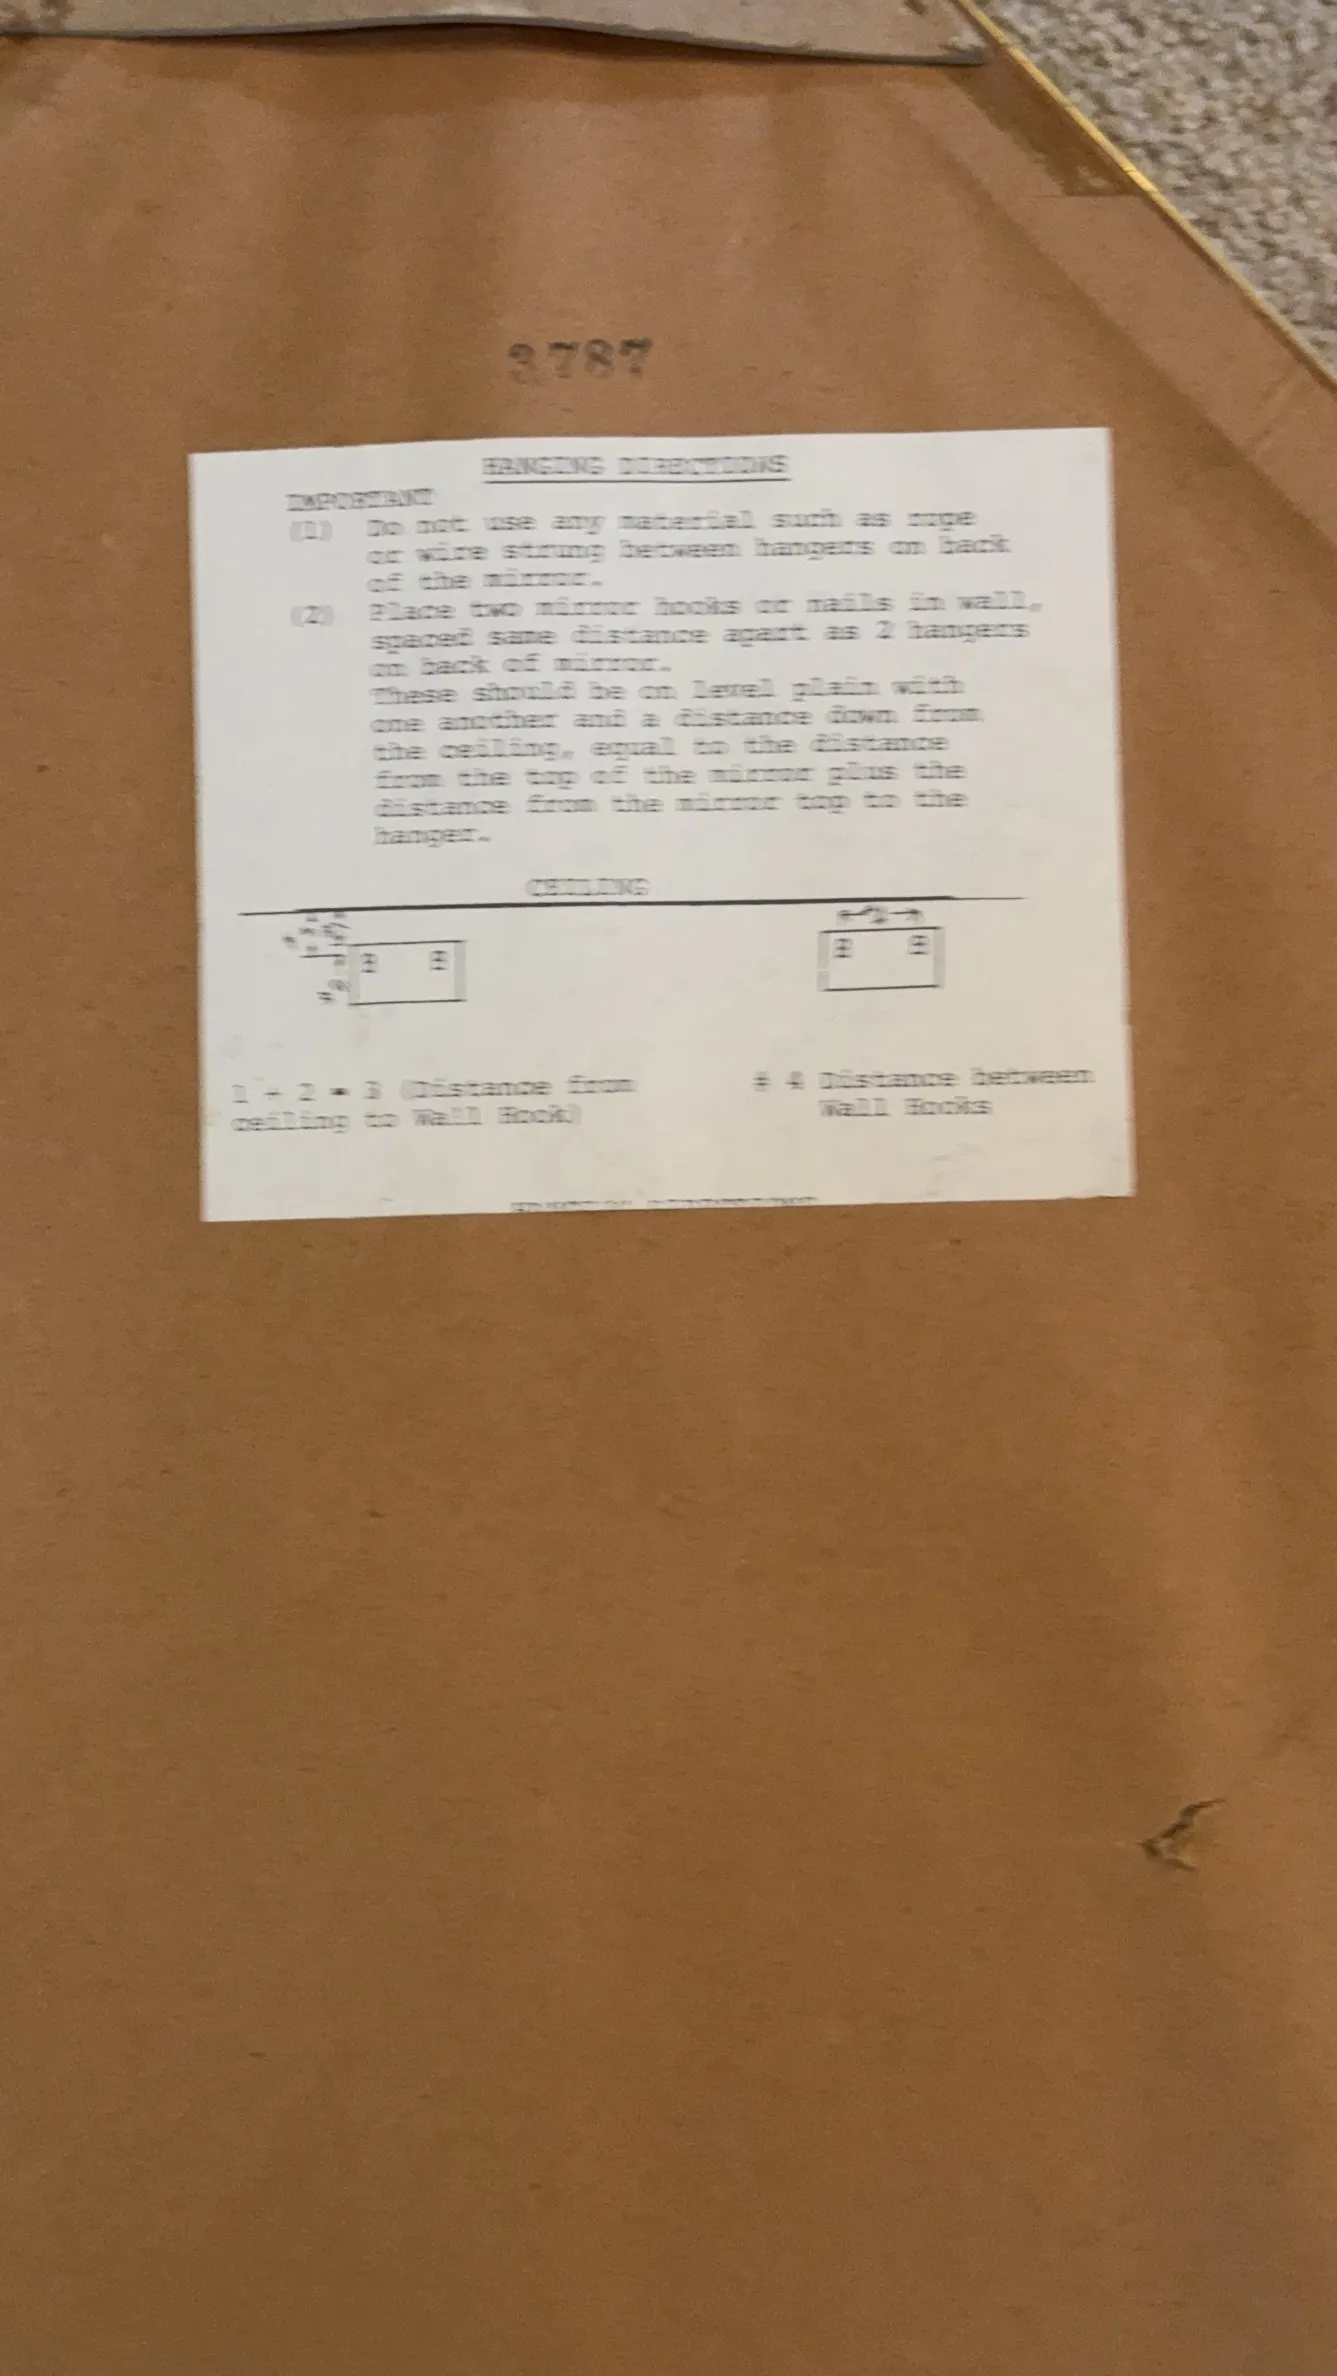 3787
HANGING DIRECTIONS
IMPORTANT
(1) Do not use any material such as rope
or wire strung between hangers on back
of the mirror.
(2) Place two mirror hooks or nails in wall,
spaced same distance apart as 2 hangers
on back of mirror.
These should be on level plain with
one another and a distance down from
the ceiling, equal to the distance
from the top of the mirror plus the
distance from the mirror top to the
hanger.
CEILING
1 + 2 = 3 (Distance from
ceiling to Wall Hook)
# 4 Distance between
Wall Hooks